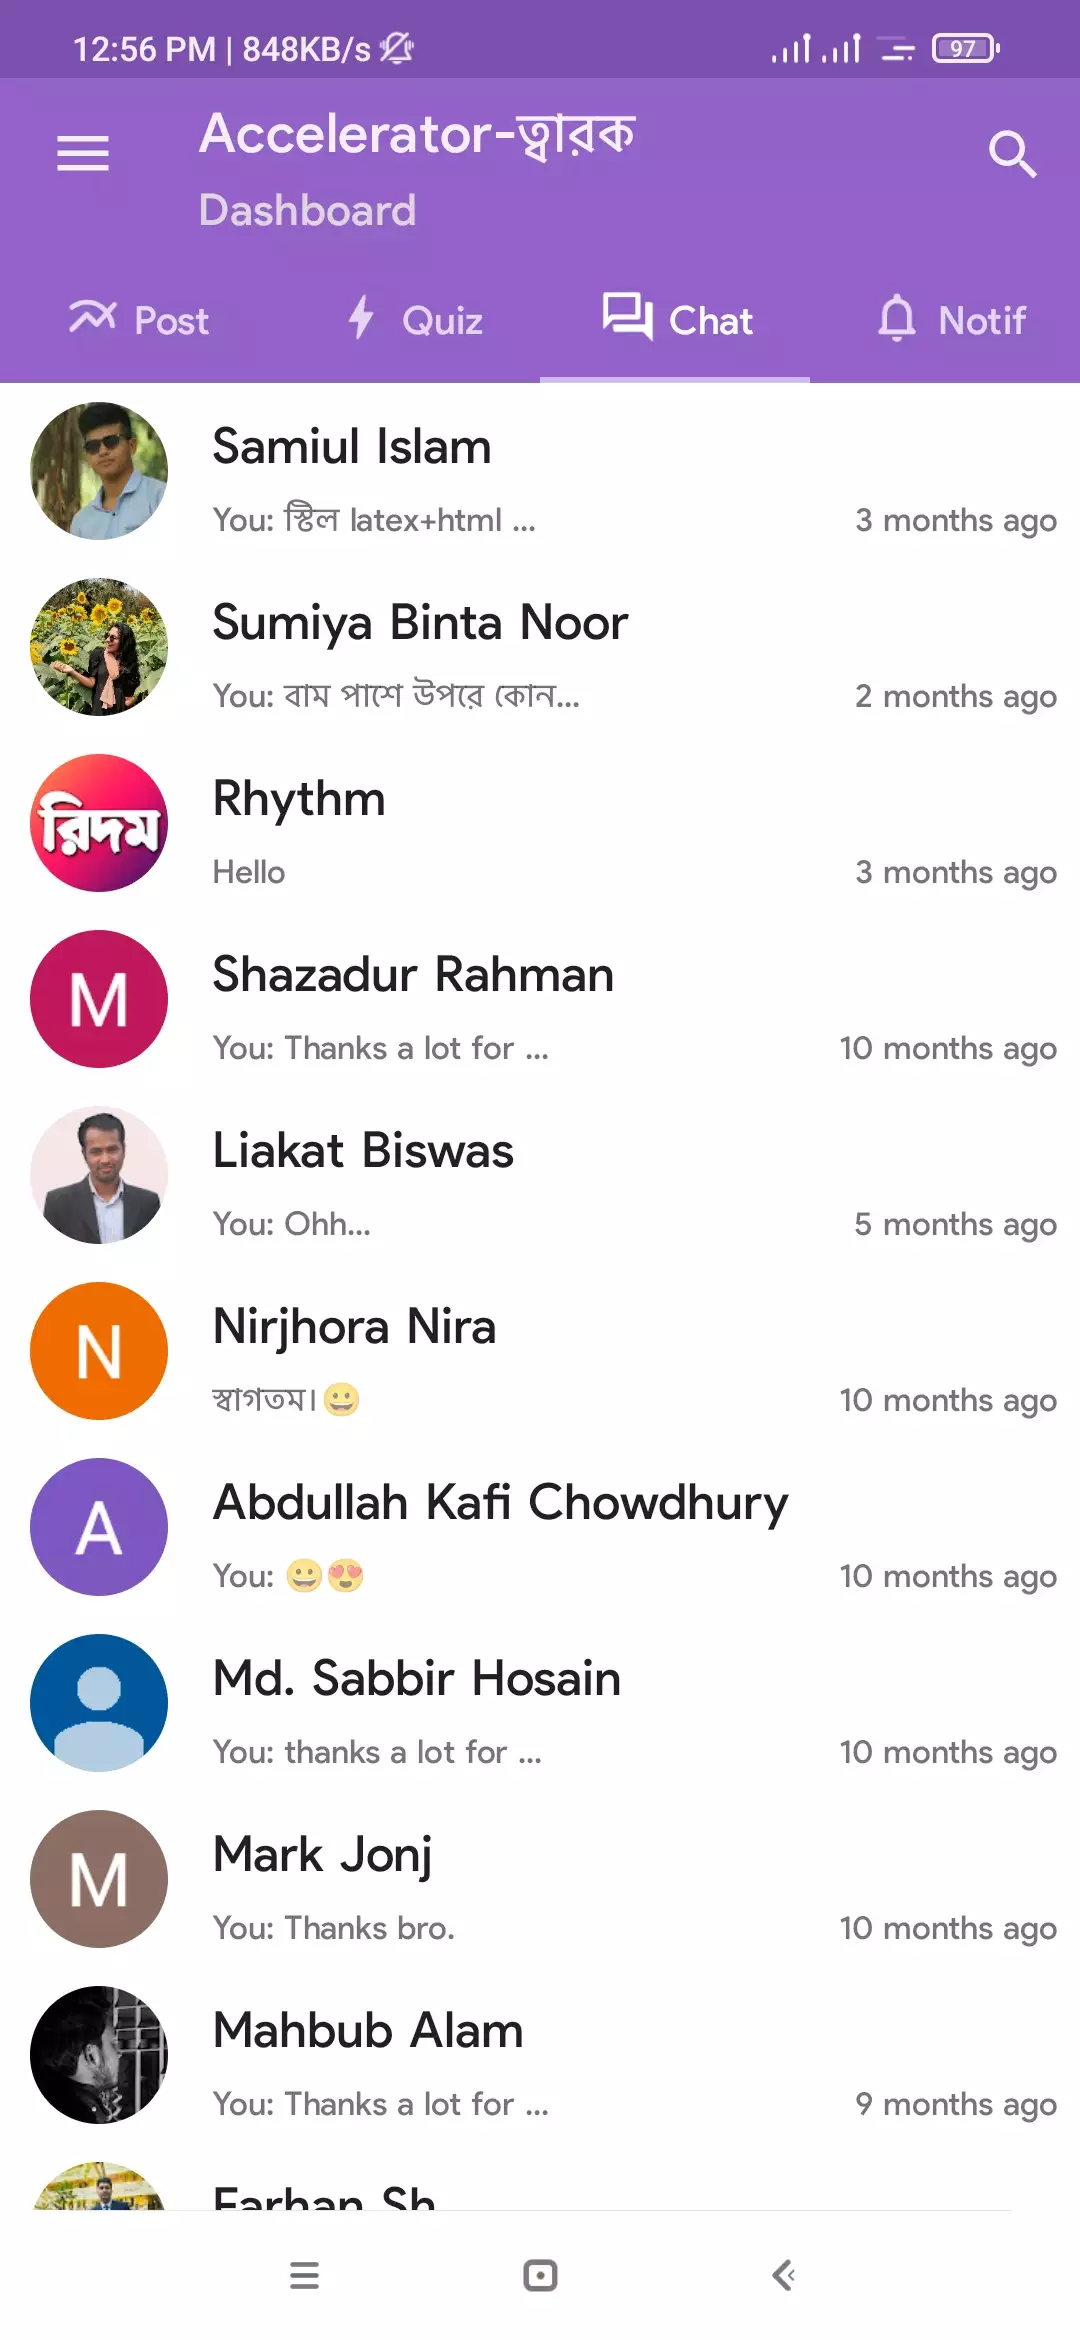 12:56 PM | 848KB/s
97
Accelerator-ত্বারক
Dashboard
Post
Quiz
Chat
Notif
Samiul Islam
You: স্টিল latex+html ...
3 months ago
Sumiya Binta Noor
You: বাম পাশে উপরে কোন...
2 months ago
রিদম
Rhythm
Hello
3 months ago
M
Shazadur Rahman
You: Thanks a lot for ...
10 months ago
Liakat Biswas
You: Ohh...
5 months ago
N
Nirjhora Nira
স্বাগতম।😀
10 months ago
A
Abdullah Kafi Chowdhury
You: 😀😍
10 months ago
Md. Sabbir Hosain
You: thanks a lot for ...
10 months ago
M
Mark Jonj
You: Thanks bro.
10 months ago
Mahbub Alam
You: Thanks a lot for ...
9 months ago
Farhan Sh